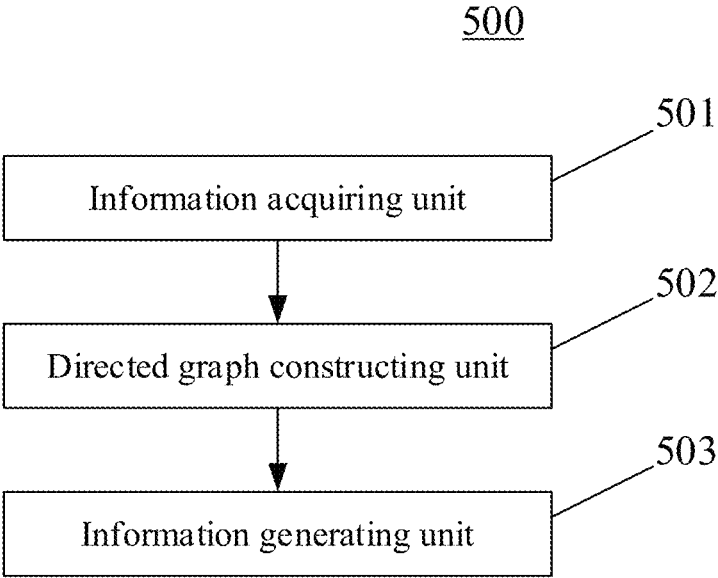 500
501
Information acquiring unit
502
Directed graph constructing unit
503
Information generating unit